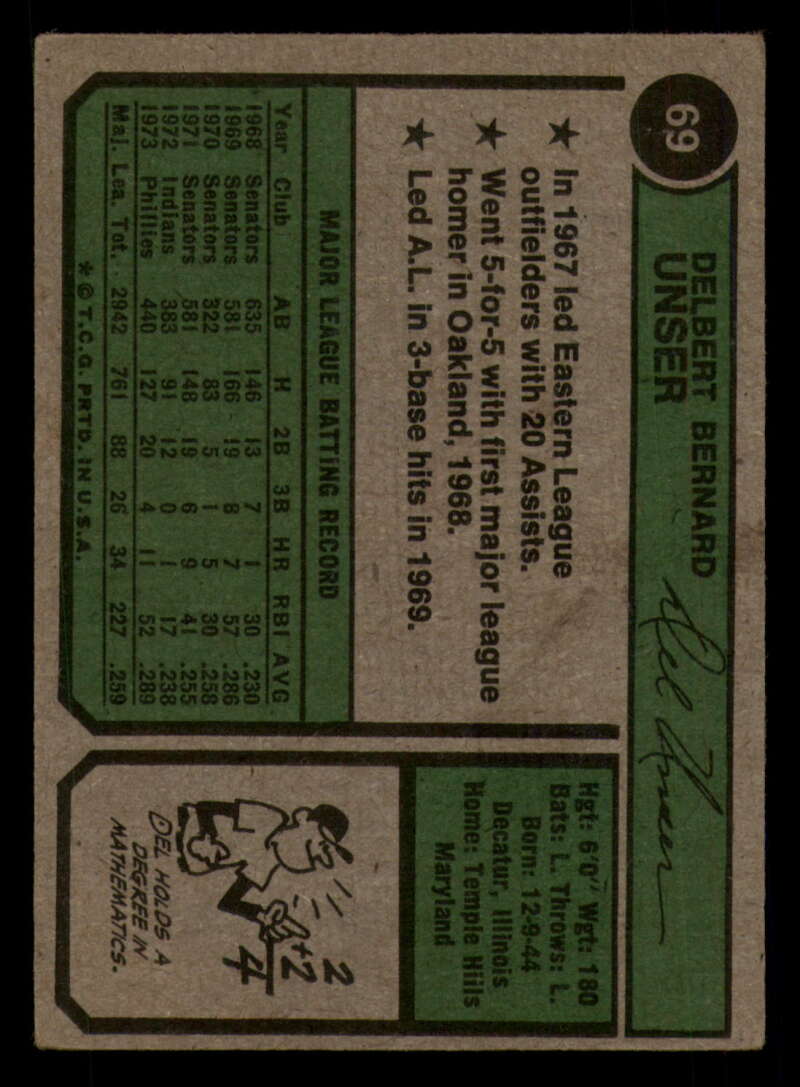 69
DELBERT BERNARD
UNSER
Del Unser
★ In 1967 led Eastern League
outfielders with 20 Assists.
★ Went 5-for-5 with first major league
homer in Oakland, 1968.
★ Led A.L. in 3-base hits in 1969.
MAJOR LEAGUE BATTING RECORD
Year Club AB H 2B 3B HR RBI AVG
1968 Senators 635 146 13 7 1 30 .230
1969 Senators 581 166 19 8 7 57 .286
1970 Senators 322 83 5 1 5 30 .258
1971 Senators 581 148 19 6 9 41 .255
1972 Indians 383 91 12 0 1 17 .238
1973 Phillies 440 127 20 4 11 52 .289
Maj. Lea. Tot. 2942 761 88 26 34 227 .259
* © T.C.G. PRTD. IN U.S.A.
Hgt: 6'0" Wgt: 180
Bats: L. Throws: L.
Born: 12-9-44
Decatur, Illinois
Home: Temple Hills
Maryland
2
+2
4
DEL HOLDS A
DEGREE IN
MATHEMATICS.